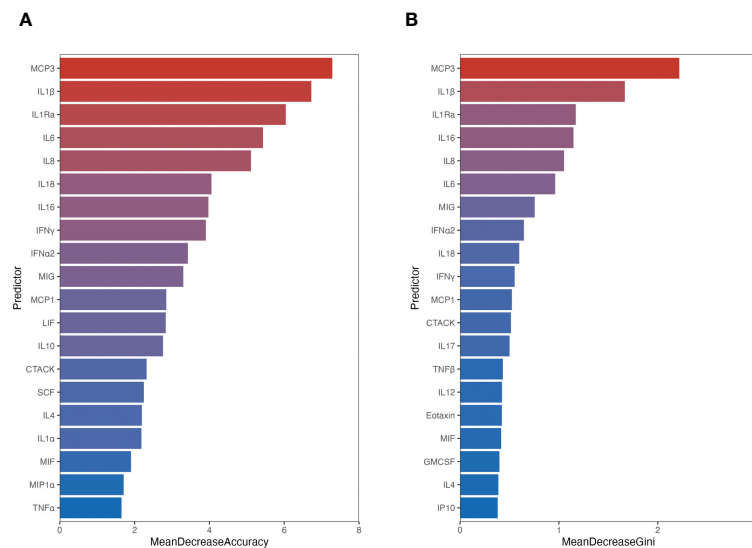 A
MCP3
IL1β
IL1Ra
IL6
IL8
IL18
IL16
IFNγ
IFNα2
MIG
MCP1
LIF
IL10
CTACK
SCF
IL4
IL1α
MIF
MIP1α
TNFα
Predictor
0 2 4 6 8
MeanDecreaseAccuracy
B
MCP3
IL1β
IL1Ra
IL16
IL8
IL6
MIG
IFNα2
IL18
IFNγ
MCP1
CTACK
IL17
TNFβ
IL12
Eotaxin
MIF
GMCSF
IL4
IP10
Predictor
0 1 2
MeanDecreaseGini